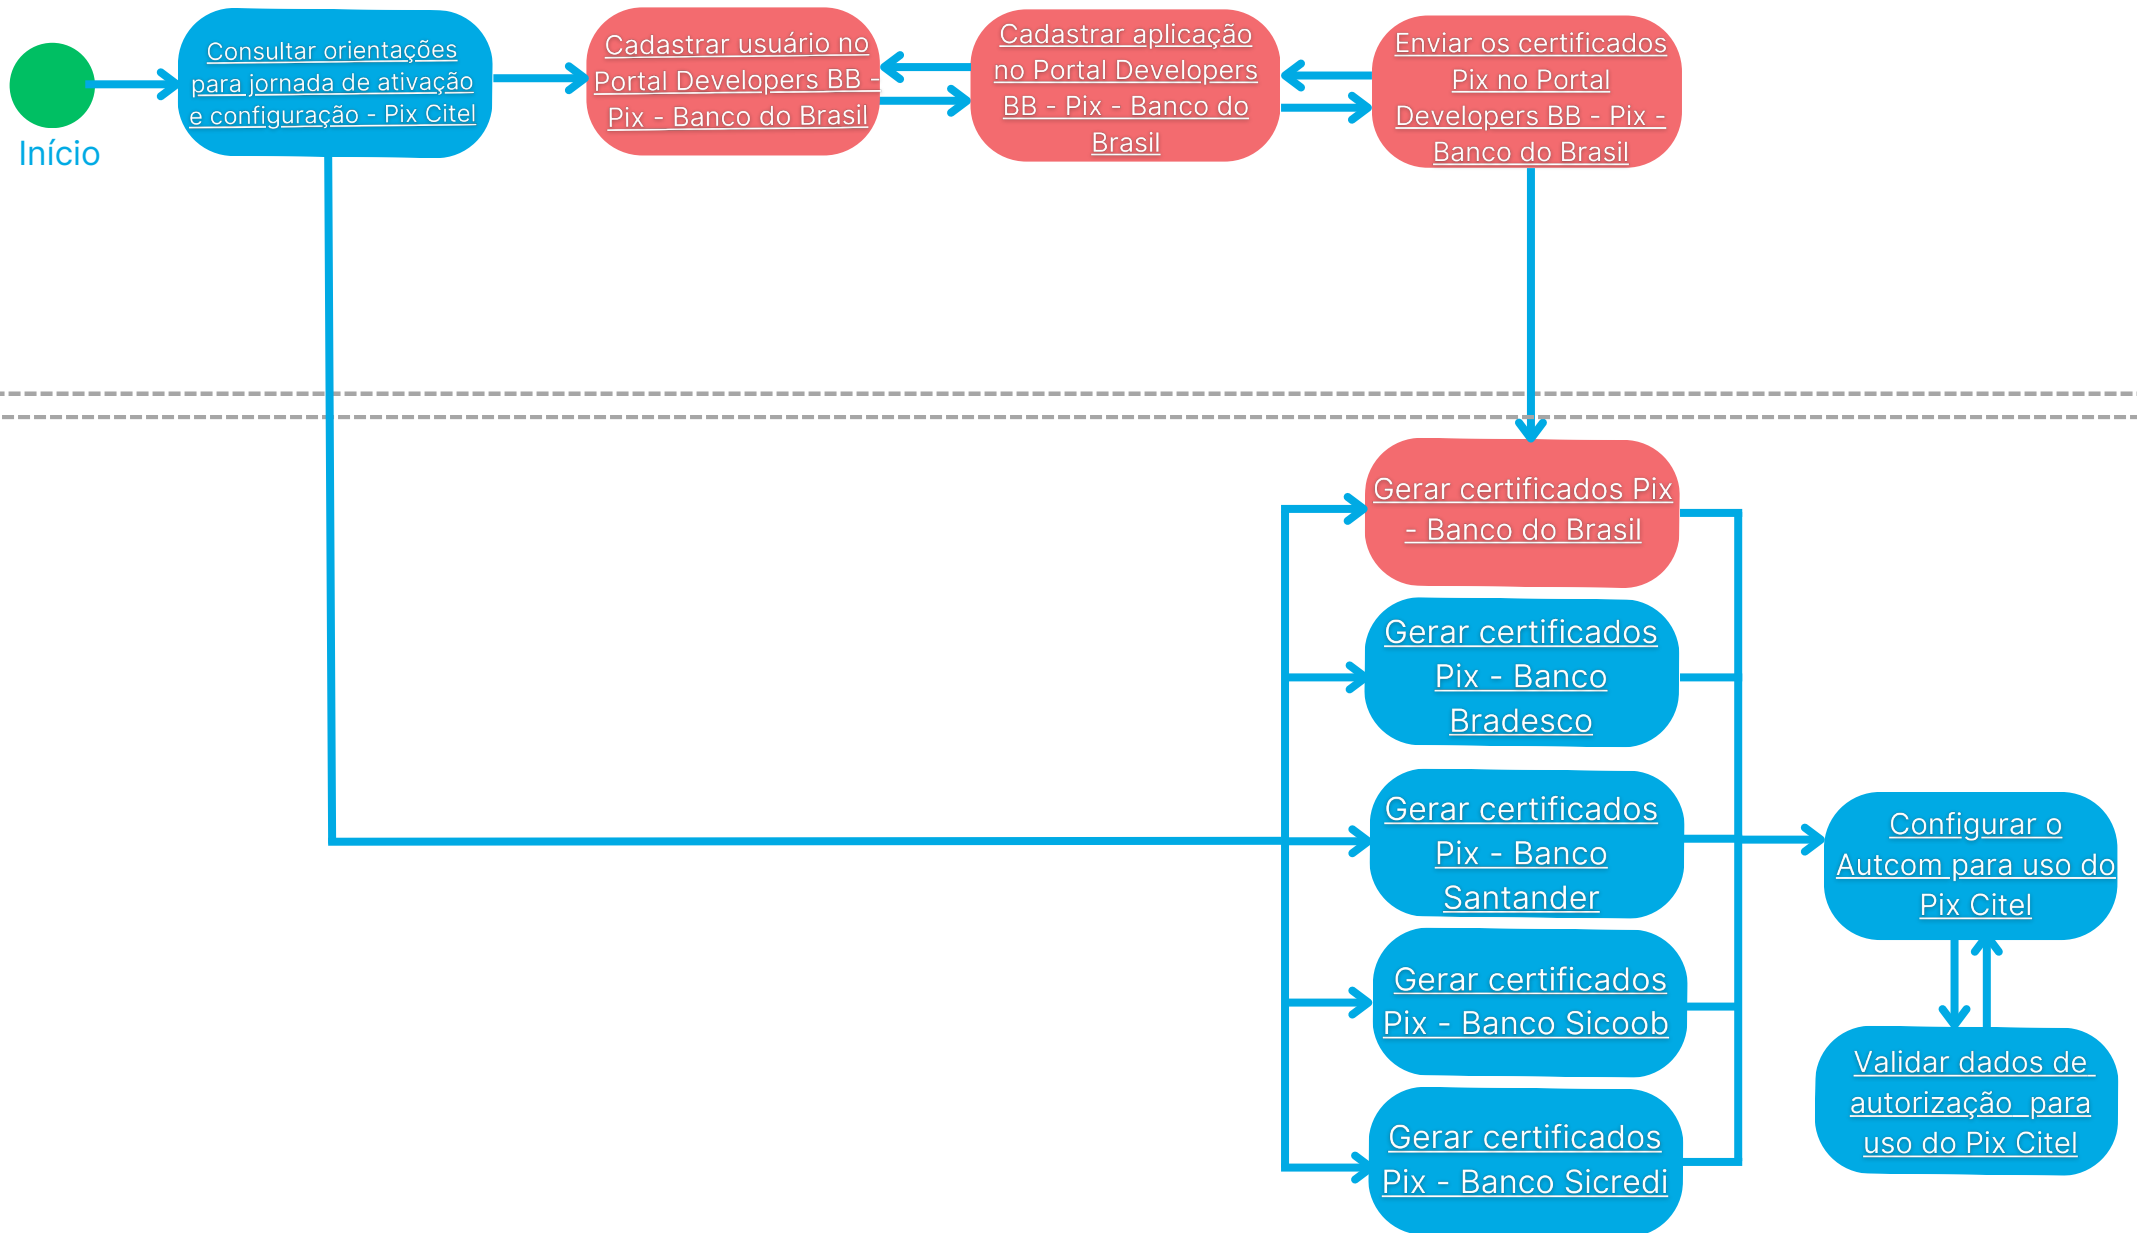 Início
Consultar orientações
para jornada de ativação
e configuração - Pix Citel
Cadastrar usuário no
Portal Developers BB -
Pix - Banco do Brasil
Cadastrar aplicação
no Portal Developers
BB - Pix - Banco do
Brasil
Enviar os certificados
Pix no Portal
Developers BB - Pix -
Banco do Brasil
Gerar certificados Pix
- Banco do Brasil
Gerar certificados
Pix - Banco
Bradesco
Gerar certificados
Pix - Banco
Santander
Gerar certificados
Pix - Banco Sicoob
Gerar certificados
Pix - Banco Sicredi
Configurar o
Autcom para uso do
Pix Citel
Validar dados de
autorização  para
uso do Pix Citel